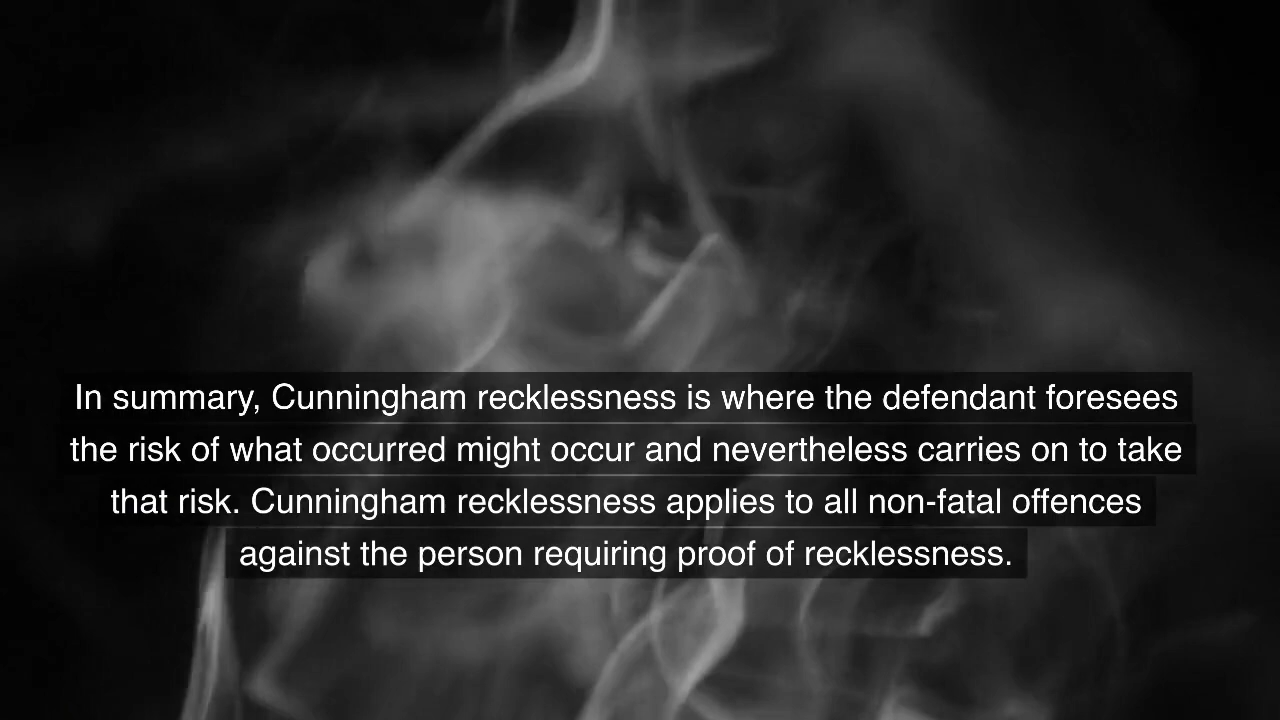 In summary, Cunningham recklessness is where the defendant foresees
the risk of what occurred might occur and nevertheless carries on to take
that risk. Cunningham recklessness applies to all non-fatal offences
against the person requiring proof of recklessness.